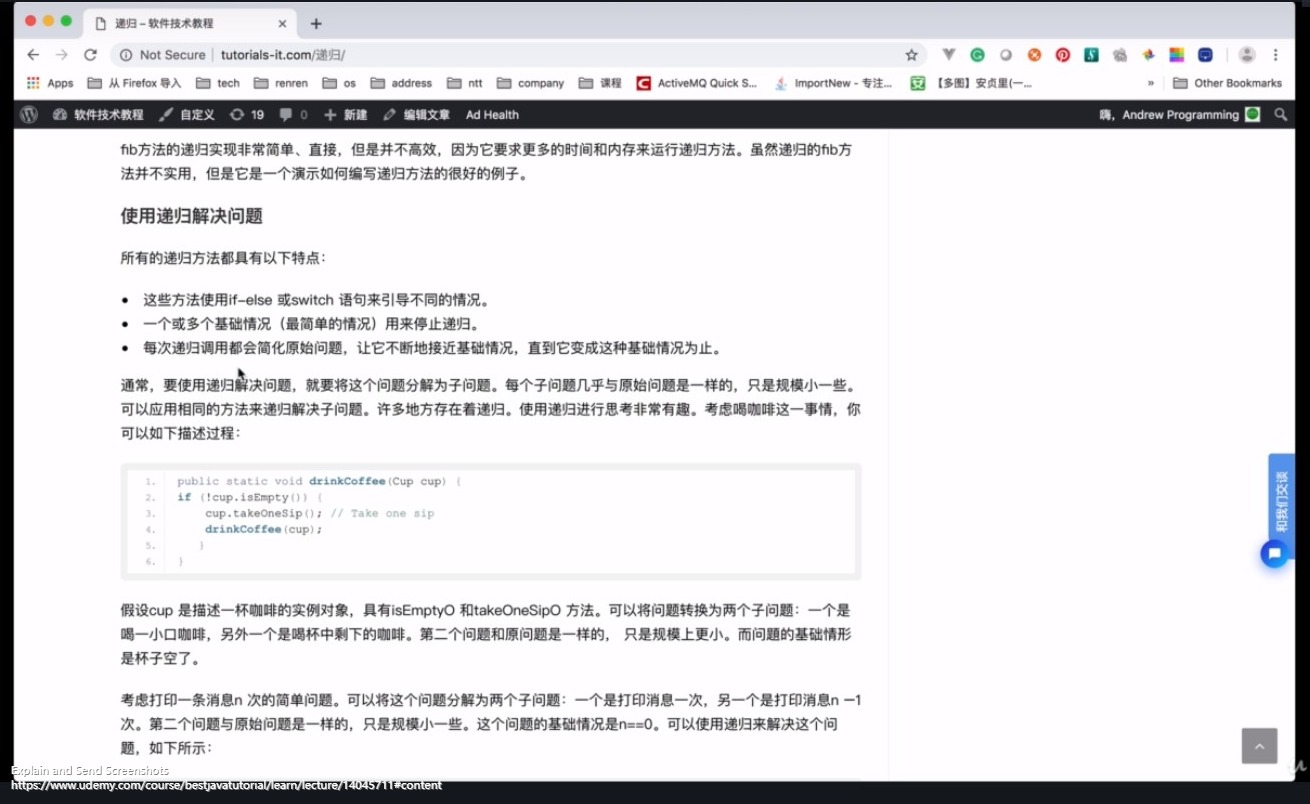 递归 – 软件技术教程
Not Secure | tutorials-it.com/递归/
Apps 从 Firefox 导入 tech renren os address ntt company 课程 ActiveMQ Quick S... ImportNew - 专注... 【多图】安贞里(一... » Other Bookmarks
软件技术教程 自定义 19 0 新建 编辑文章 Ad Health 嗨，Andrew Programming
fib方法的递归实现非常简单、直接，但是并不高效，因为它要求更多的时间和内存来运行递归方法。虽然递归的fib方
法并不实用，但是它是一个演示如何编写递归方法的很好的例子。
使用递归解决问题
所有的递归方法都具有以下特点：
• 这些方法使用if–else 或switch 语句来引导不同的情况。
• 一个或多个基础情况（最简单的情况）用来停止递归。
• 每次递归调用都会简化原始问题，让它不断地接近基础情况，直到它变成这种基础情况为止。
通常，要使用递归解决问题，就要将这个问题分解为子问题。每个子问题几乎与原始问题是一样的，只是规模小一些。
可以应用相同的方法来递归解决子问题。许多地方存在着递归。使用递归进行思考非常有趣。考虑喝咖啡这一事情，你
可以如下描述过程：
1. public static void drinkCoffee(Cup cup) {
2. if (!cup.isEmpty()) {
3. cup.takeOneSip(); // Take one sip
4. drinkCoffee(cup);
5. }
6. }
假设cup 是描述一杯咖啡的实例对象，具有isEmptyO 和takeOneSipO 方法。可以将问题转换为两个子问题：一个是
喝一小口咖啡，另外一个是喝杯中剩下的咖啡。第二个问题和原问题是一样的， 只是规模上更小。而问题的基础情形
是杯子空了。
考虑打印一条消息n 次的简单问题。可以将这个问题分解为两个子问题：一个是打印消息一次，另一个是打印消息n –1
次。第二个问题与原始问题是一样的，只是规模小一些。这个问题的基础情况是n==0。可以使用递归来解决这个问
题，如下所示：
和我们交谈
Explain and Send Screenshots
https://www.udemy.com/course/bestjavatutorial/learn/lecture/14045711#content